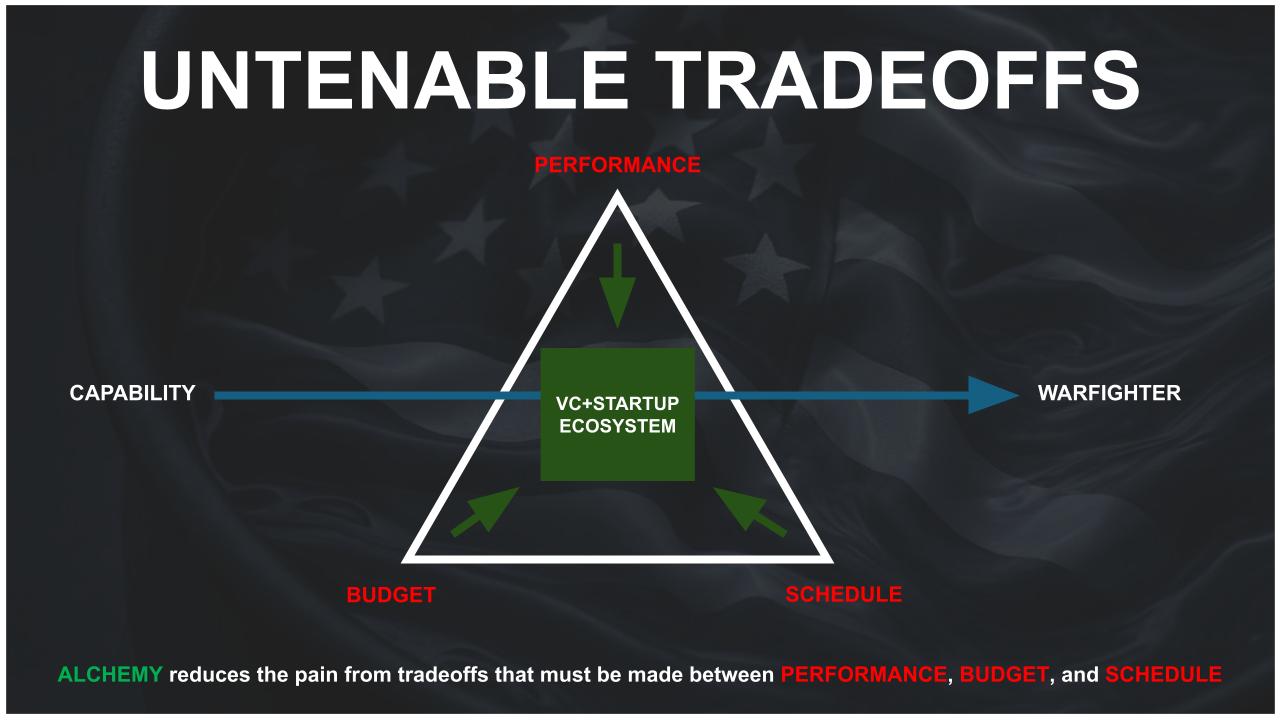 UNTENABLE TRADEOFFS
PERFORMANCE
CAPABILITY
VC+STARTUP
ECOSYSTEM
WARFIGHTER
BUDGET
SCHEDULE
ALCHEMY reduces the pain from tradeoffs that must be made between PERFORMANCE, BUDGET, and SCHEDULE